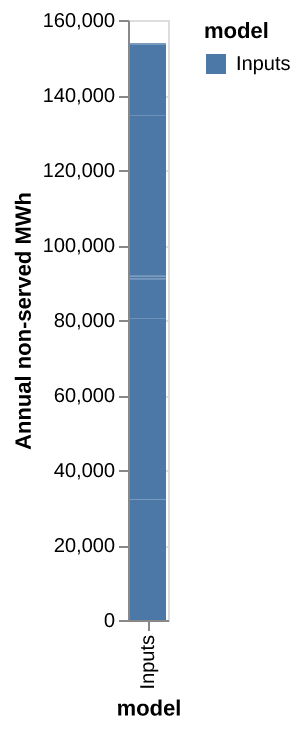 160,000
140,000
120,000
100,000
80,000
60,000
40,000
20,000
0
Annual non-served MWh
Inputs
model
model
Inputs